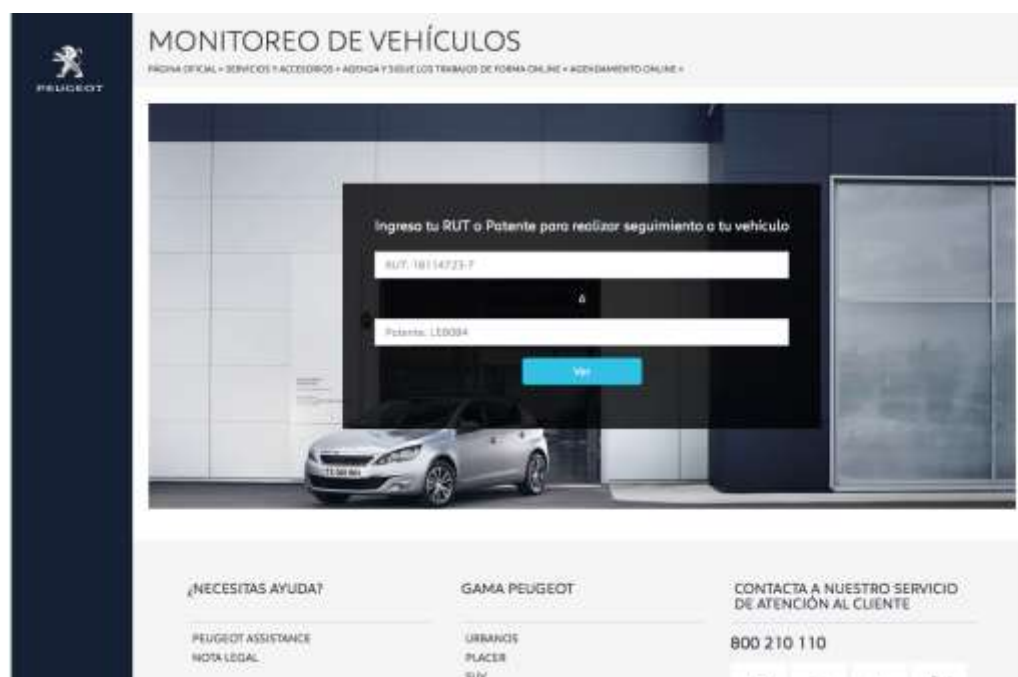 PEUGEOT
MONITOREO DE VEHÍCULOS
PÁGINA OFICIAL > SERVICIOS Y ACCESORIOS > AGENDA Y SIGUE LOS TRABAJOS DE FORMA ONLINE > AGENDAMIENTO ONLINE >
Ingresa tu RUT o Patente para realizar seguimiento a tu vehículo
RUT: 18114723-7
ó
Patente:
Ver
¿NECESITAS AYUDA?
PEUGEOT ASSISTANCE
NOTA LEGAL
GAMA PEUGEOT
URBANOS
PLACER
SUV
CONTACTA A NUESTRO SERVICIO
DE ATENCIÓN AL CLIENTE
800 210 110